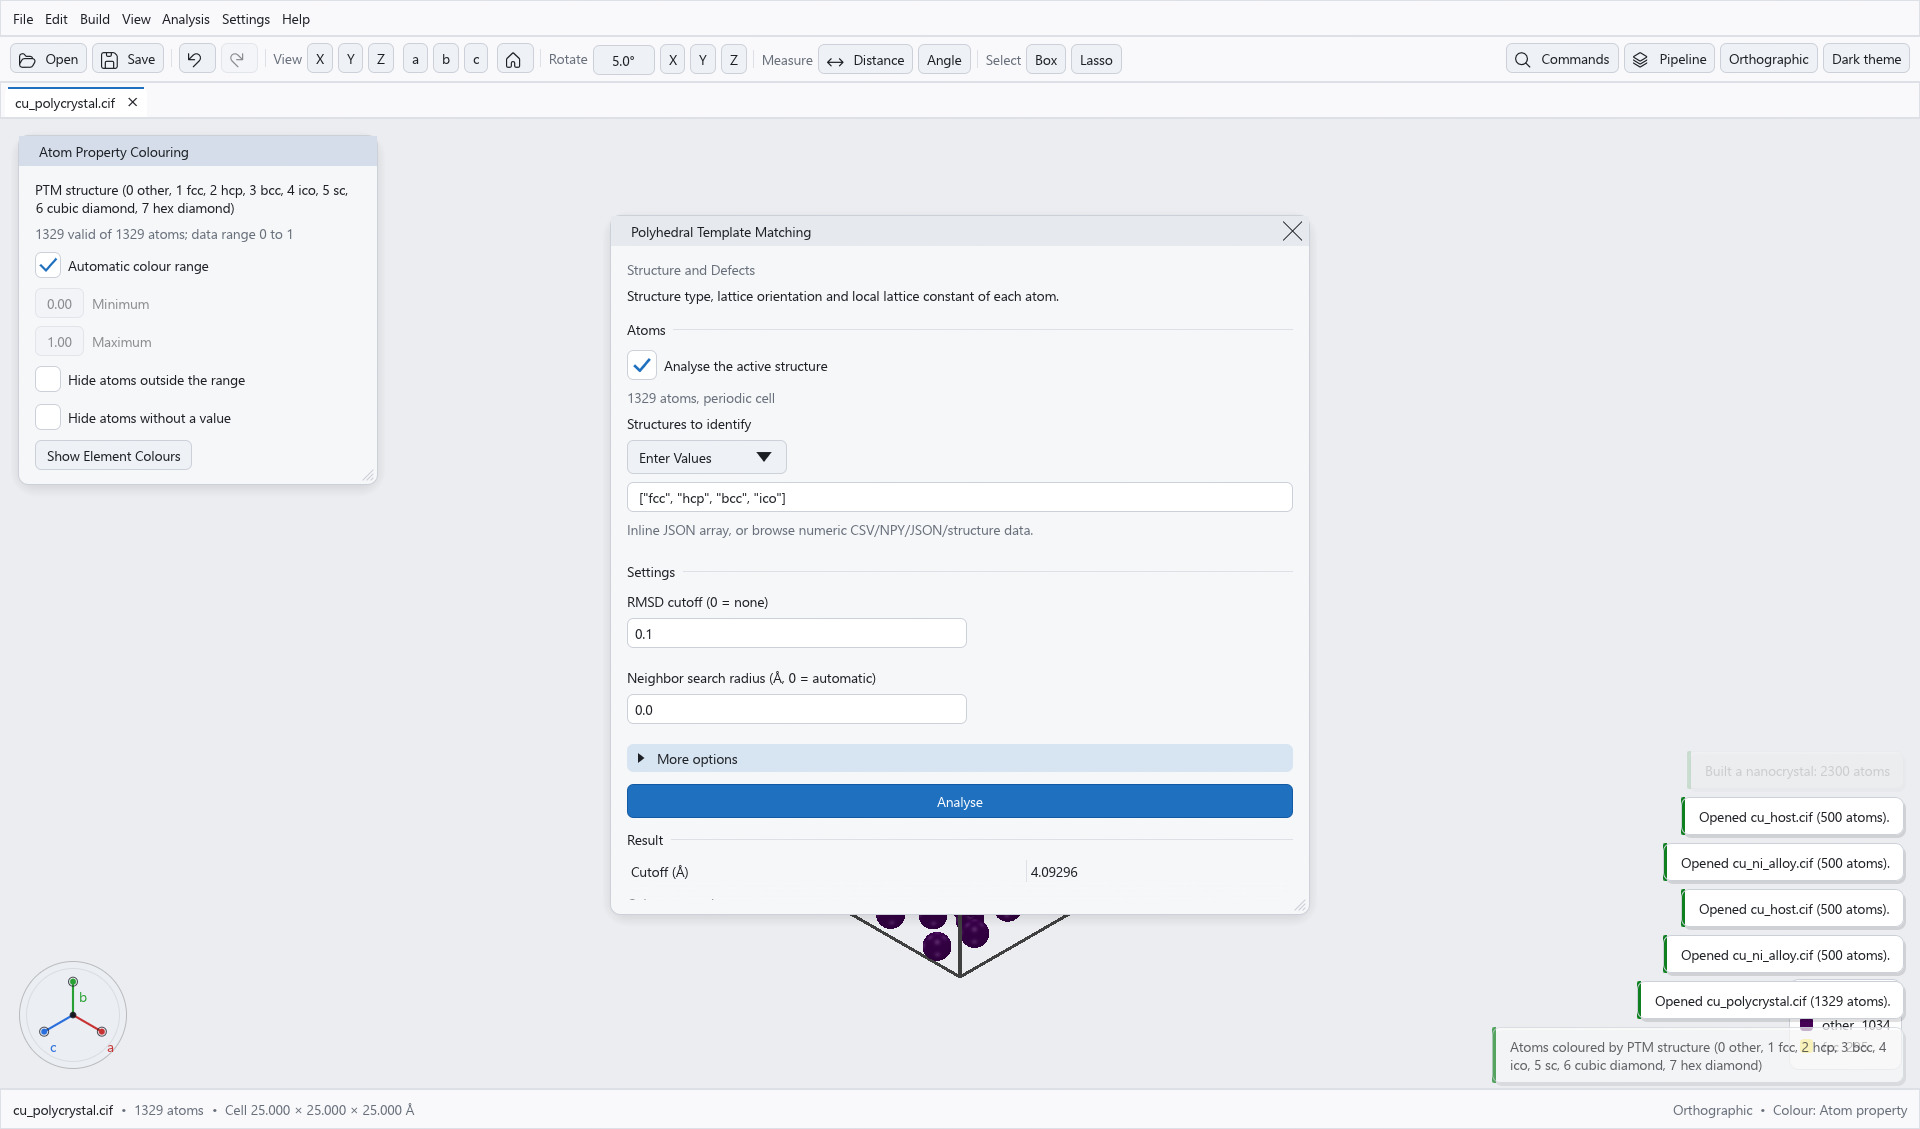 File Edit Build View Analysis Settings Help
Open Save View X Y Z a b c Rotate 5.0° X Y Z Measure Distance Angle Select Box Lasso Commands Pipeline Orthographic Dark theme
cu_polycrystal.cif
Atom Property Colouring
PTM structure (0 other, 1 fcc, 2 hcp, 3 bcc, 4 ico, 5 sc,
6 cubic diamond, 7 hex diamond)
1329 valid of 1329 atoms; data range 0 to 1
Automatic colour range
0.00 Minimum
1.00 Maximum
Hide atoms outside the range
Hide atoms without a value
Show Element Colours
Polyhedral Template Matching
Structure and Defects
Structure type, lattice orientation and local lattice constant of each atom.
Atoms
Analyse the active structure
1329 atoms, periodic cell
Structures to identify
Enter Values
["fcc", "hcp", "bcc", "ico"]
Inline JSON array, or browse numeric CSV/NPY/JSON/structure data.
Settings
RMSD cutoff (0 = none)
0.1
Neighbor search radius (Å, 0 = automatic)
0.0
More options
Analyse
Result
Cutoff (Å) 4.09296
Built a nanocrystal: 2300 atoms
Opened cu_host.cif (500 atoms).
Opened cu_ni_alloy.cif (500 atoms).
Opened cu_host.cif (500 atoms).
Opened cu_ni_alloy.cif (500 atoms).
Opened cu_polycrystal.cif (1329 atoms).
other 1034
Atoms coloured by PTM structure (0 other, 1 fcc, 2 hcp, 3 bcc, 4
ico, 5 sc, 6 cubic diamond, 7 hex diamond)
b
c a
cu_polycrystal.cif • 1329 atoms • Cell 25.000 × 25.000 × 25.000 Å
Orthographic • Colour: Atom property